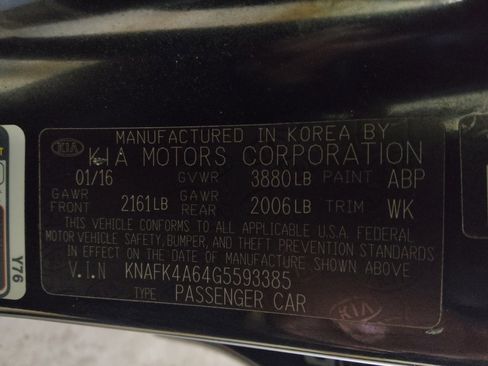 MANUFACTURED IN KOREA BY
KIA KIA MOTORS CORPORATION
01/16 GVWR 3880LB PAINT ABP
GAWR FRONT 2161LB GAWR REAR 2006LB TRIM WK
THIS VEHICLE CONFORMS TO ALL APPLICABLE U.S.A. FEDERAL
MOTOR VEHICLE SAFETY, BUMPER, AND THEFT PREVENTION STANDARDS
IN EFFECT ON THE DATE OF MANUFACTURE SHOWN ABOVE
V.I.N KNAFK4A64G5593385
TYPE PASSENGER CAR
KIA
Y76